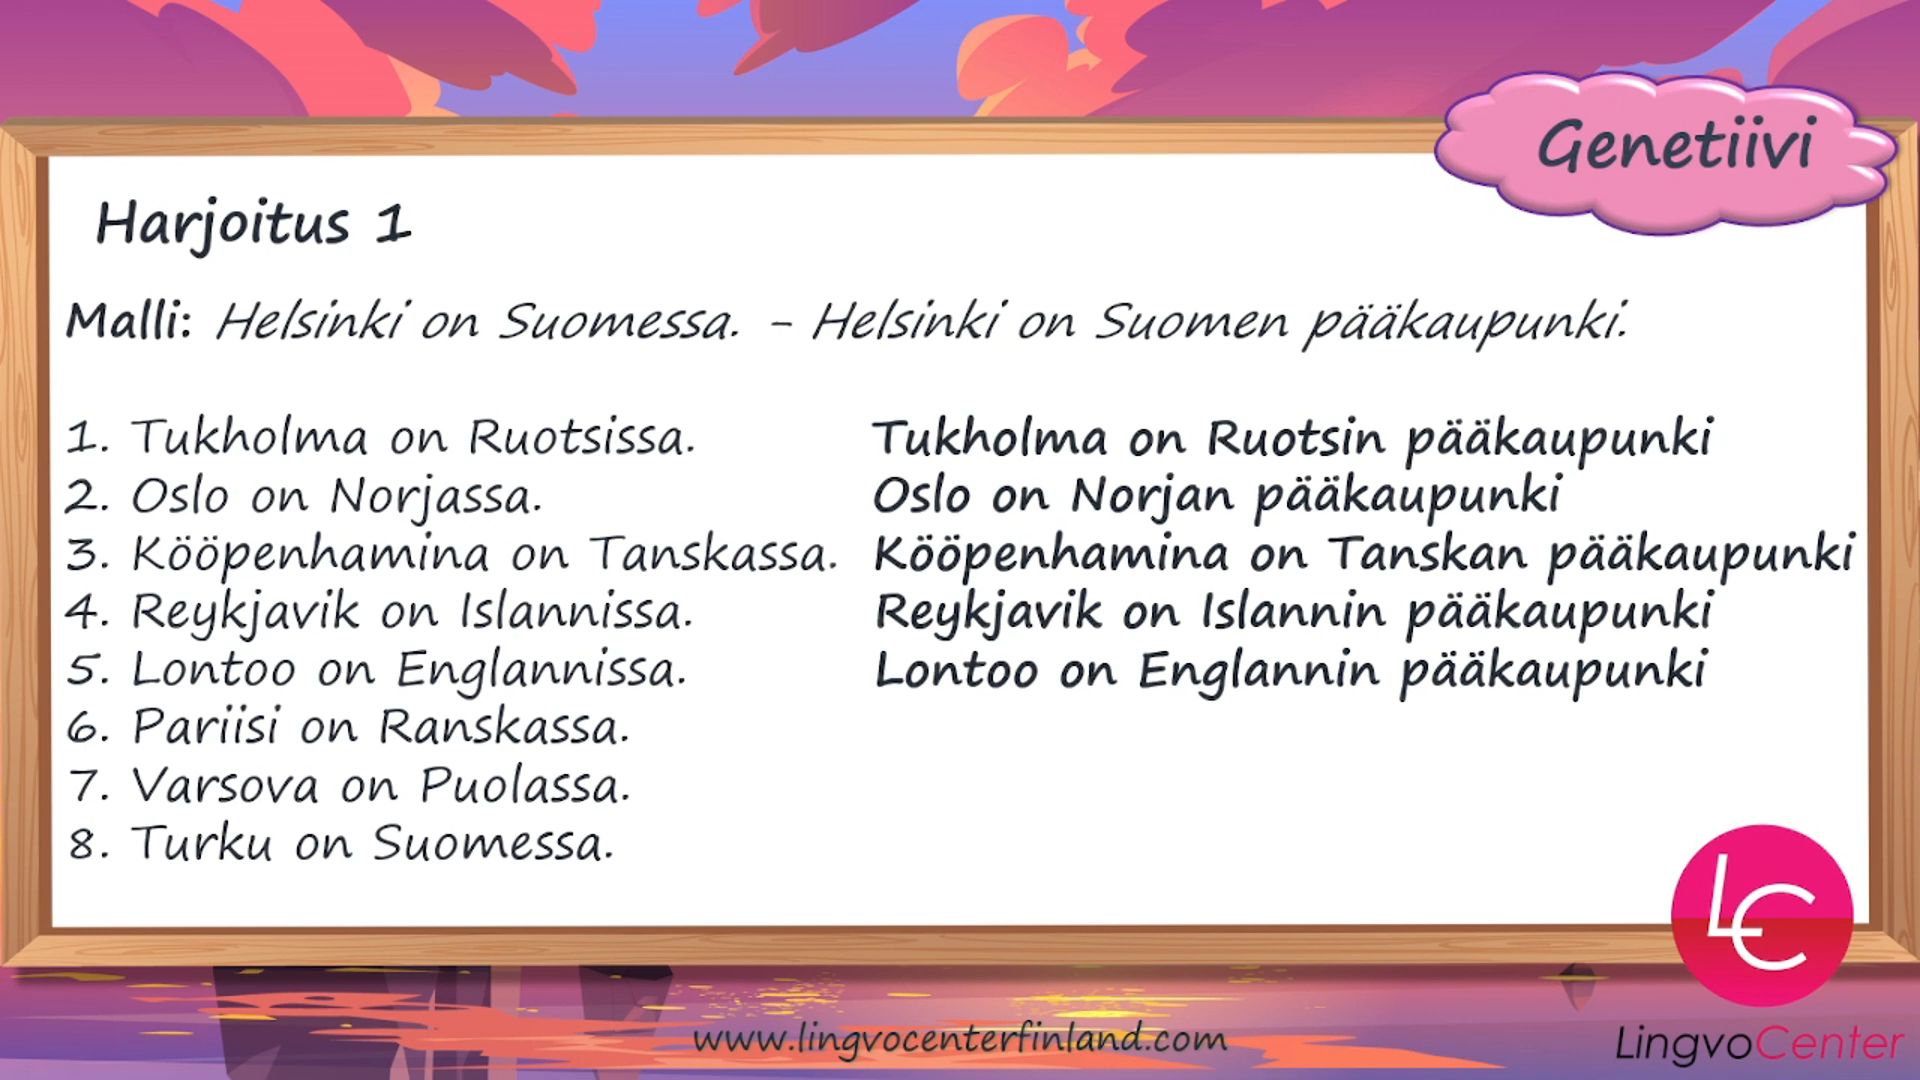 Genetiivi
Harjoitus 1
Malli: Helsinki on Suomessa. - Helsinki on Suomen pääkaupunki.
1. Tukholma on Ruotsissa. Tukholma on Ruotsin pääkaupunki
2. Oslo on Norjassa. Oslo on Norjan pääkaupunki
3. Kööpenhamina on Tanskassa. Kööpenhamina on Tanskan pääkaupunki
4. Reykjavik on Islannissa. Reykjavik on Islannin pääkaupunki
5. Lontoo on Englannissa. Lontoo on Englannin pääkaupunki
6. Pariisi on Ranskassa.
7. Varsova on Puolassa.
8. Turku on Suomessa.
LC
www.lingvocenterfinland.com
LingvoCenter